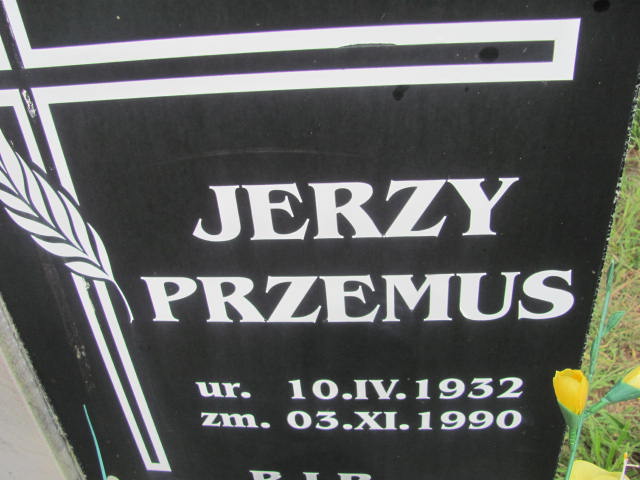 JERZY
PRZEMUS
ur. 10.IV.1932
zm. 03.XI.1990
R.I.P.